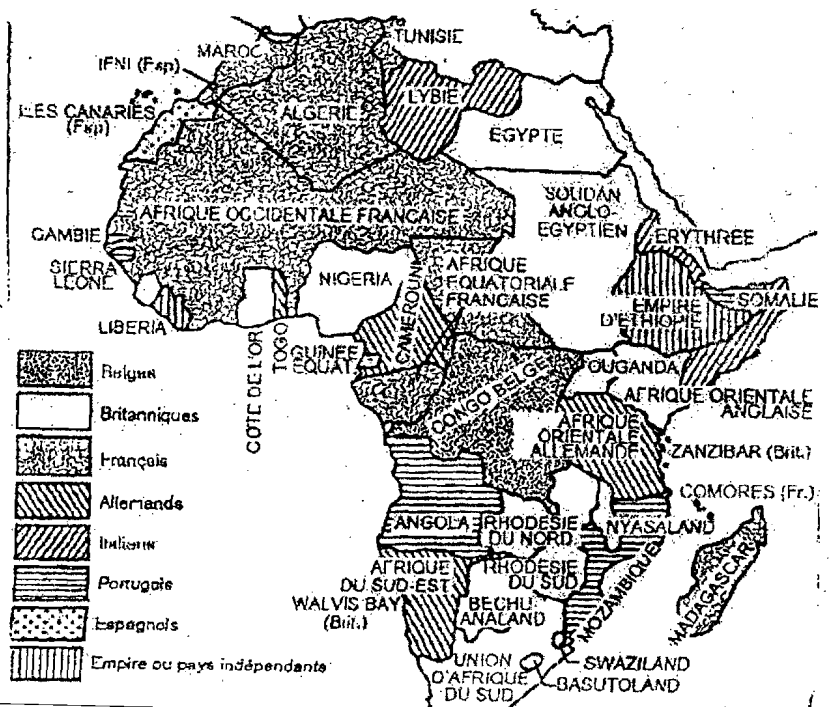 MAROC
TUNISIE
IFNI (Esp)
ILES CANARIES
(Esp)
ALGERIE
LYBIE
EGYPTE
AFRIQUE OCCIDENTALE FRANCAISE
SOUDAN
ANGLO-
EGYPTIEN
GAMBIE
ERYTHREE
SIERRA
LEONE
NIGERIA
AFRIQUE
EQUATORIALE
FRANCAISE
EMPIRE
D'ETHIOPIE
SOMALIE
LIBERIA
COTE DE L'OR
TOGO
CAMEROUN
GUINEE
EQUAT.
CONGO BELGE
OUGANDA
AFRIQUE ORIENTALE
ANGLAISE
AFRIQUE
ORIENTALE
ALLEMANDE
ZANZIBAR (Brit.)
COMORES (Fr.)
ANGOLA
RHODESIE
DU NORD
NYASALAND
AFRIQUE
DU SUD-EST
RHODESIE
DU SUD
MOZAMBIQUE
MADAGASCAR
WALVIS BAY
(Brit.)
BECHU-
ANALAND
UNION
D'AFRIQUE
DU SUD
SWAZILAND
BASUTOLAND
Belges
Britanniques
Français
Allemands
Italiens
Portugais
Espagnols
Empire ou pays indépendants